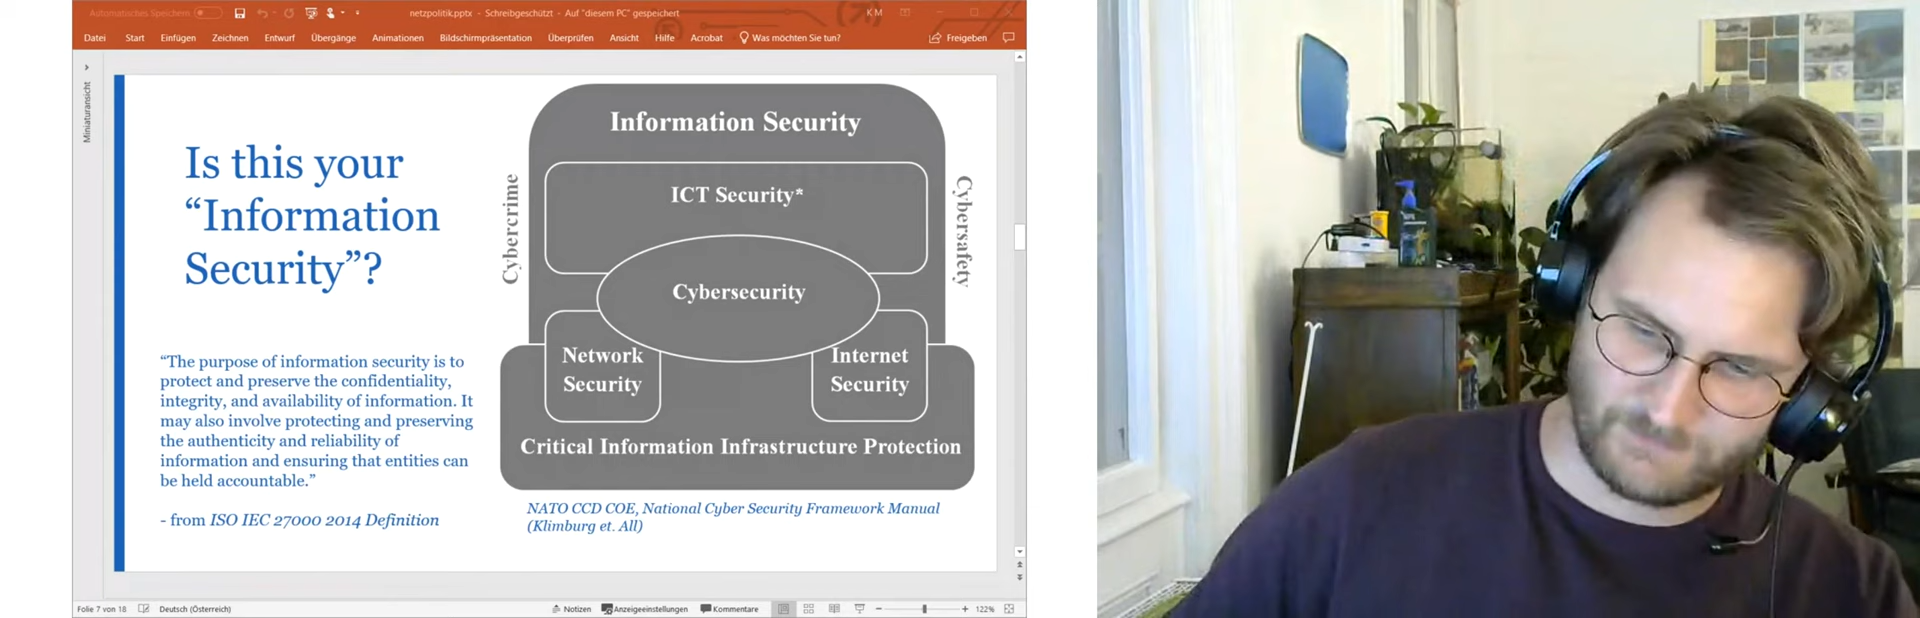 Automatisches Speichern
netzpolitik.pptx - Schreibgeschützt - Auf "diesem PC" gespeichert
K M
Datei Start Einfügen Zeichnen Entwurf Übergänge Animationen Bildschirmpräsentation Überprüfen Ansicht Hilfe Acrobat Was möchten Sie tun? Freigeben
Miniaturansicht
Is this your
“Information
Security”?
“The purpose of information security is to
protect and preserve the confidentiality,
integrity, and availability of information. It
may also involve protecting and preserving
the authenticity and reliability of
information and ensuring that entities can
be held accountable.”
- from ISO IEC 27000 2014 Definition
Information Security
Cybercrime
ICT Security*
Cybersafety
Cybersecurity
Network
Security
Internet
Security
Critical Information Infrastructure Protection
NATO CCD COE, National Cyber Security Framework Manual
(Klimburg et. All)
Folie 7 von 18 Deutsch (Österreich) Notizen Anzeigeeinstellungen Kommentare 122%